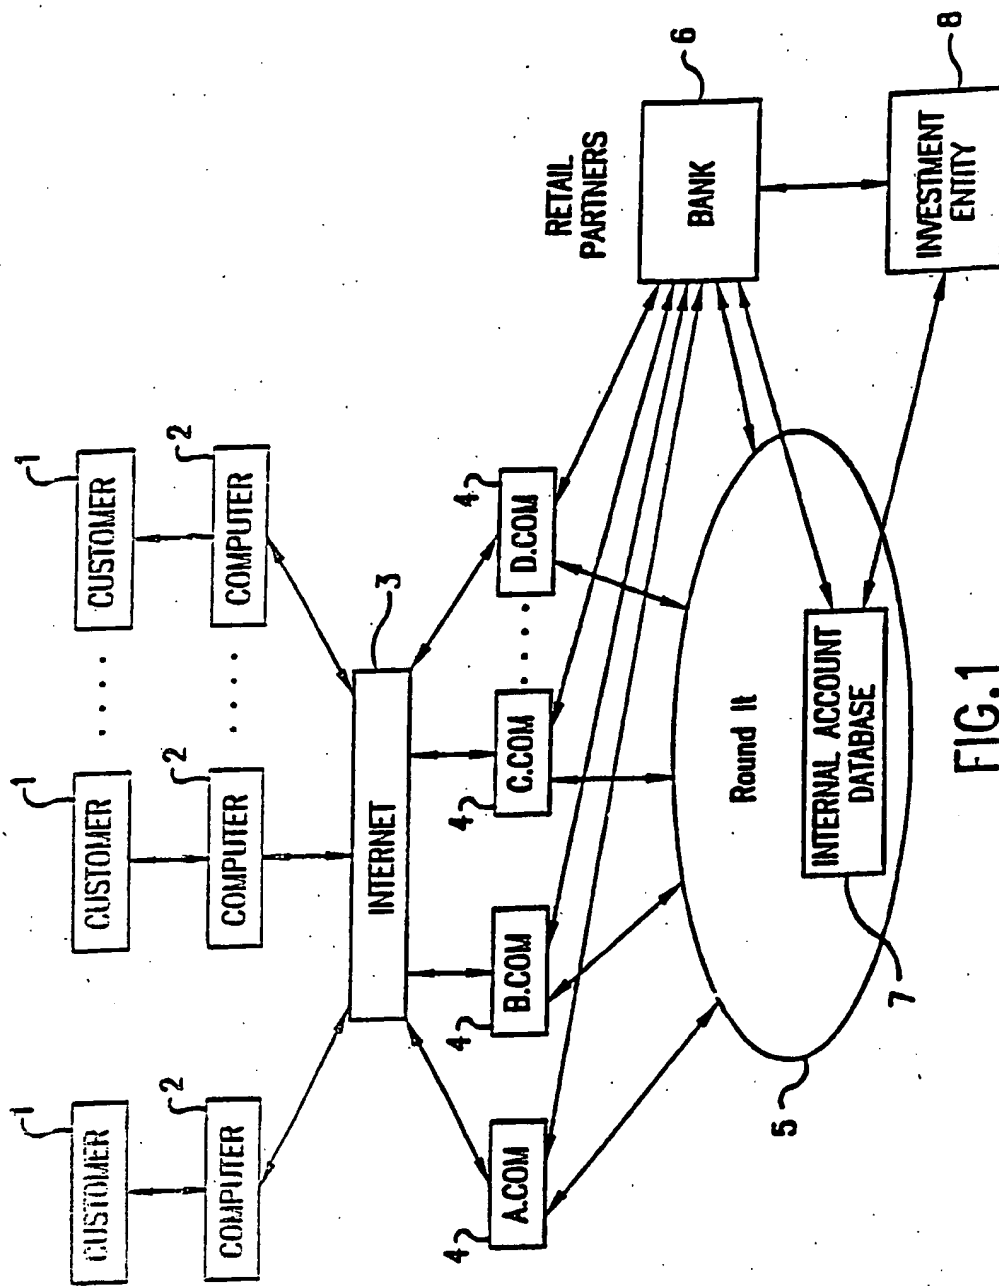 1
1
1
CUSTOMER
CUSTOMER
CUSTOMER
2
2
2
COMPUTER
COMPUTER
COMPUTER
3
INTERNET
4
4
4
4
A.COM
B.COM
C.COM
D.COM
RETAIL
PARTNERS
6
BANK
5
Round It
7
INTERNAL ACCOUNT
DATABASE
8
INVESTMENT
ENTITY
FIG.1